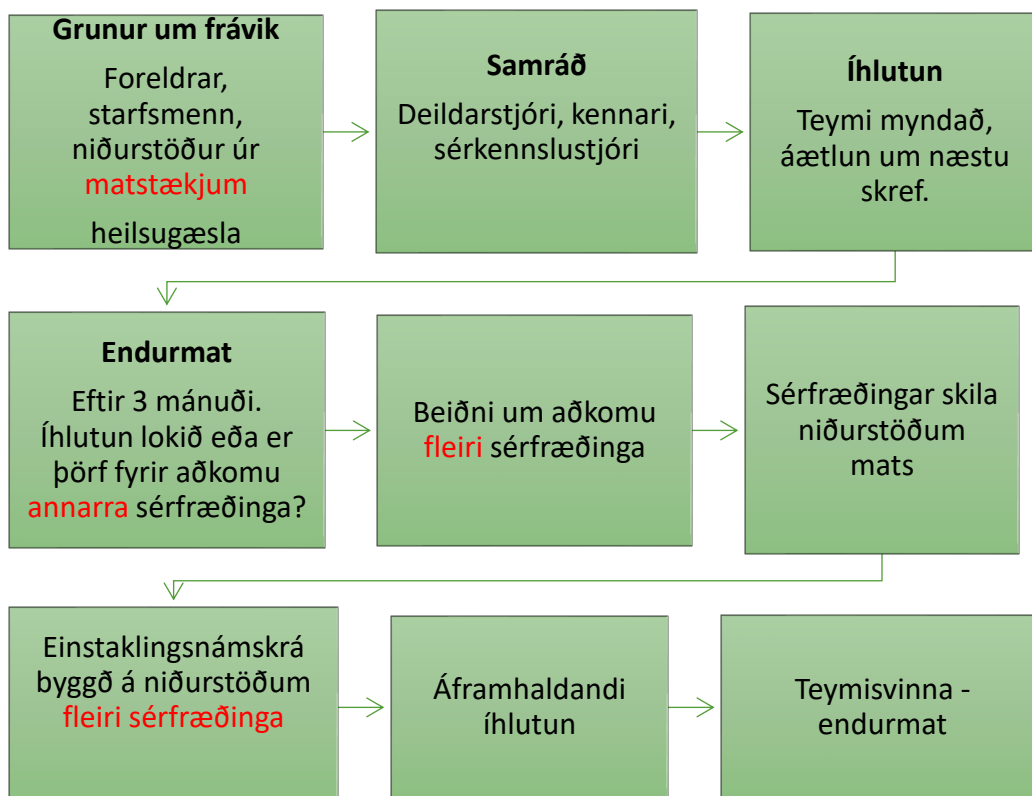 Grunur um frávik
Foreldrar,
starfsmenn,
niðurstöður úr
matstækjum
heilsugæsla
Samráð
Deildarstjóri, kennari,
sérkennslustjóri
Íhlutun
Teymi myndað,
áætlun um næstu
skref.
Endurmat
Eftir 3 mánuði.
Íhlutun lokið eða er
þörf fyrir aðkomu
annarra sérfræðinga?
Beiðni um aðkomu
fleiri sérfræðinga
Sérfræðingar skila
niðurstöðum
mats
Einstaklingsnámskrá
byggð á niðurstöðum
fleiri sérfræðinga
Áframhaldandi
íhlutun
Teymisvinna -
endurmat